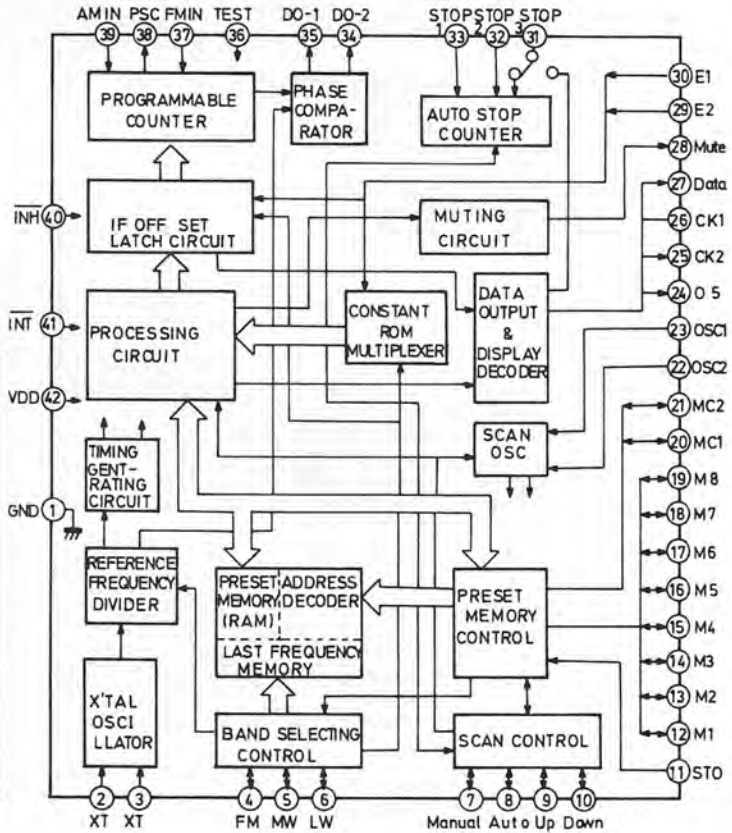 AMIN PSC FMIN TEST DO-1 DO-2 STOP STOP STOP
1 2 3
39 38 37 36 35 34 33 32 31
PROGRAMMABLE
COUNTER
PHASE
COMPA-
RATOR
AUTO STOP
COUNTER
30 E1
29 E2
28 Mute
27 Data
26 CK1
25 CK2
24 O 5
23 OSC1
22 OSC2
21 MC2
20 MC1
19 M8
18 M7
17 M6
16 M5
15 M4
14 M3
13 M2
12 M1
11 STO
INH 40
IF OFF SET
LATCH CIRCUIT
MUTING
CIRCUIT
INT 41
PROCESSING
CIRCUIT
CONSTANT
ROM
MULTIPLEXER
DATA
OUTPUT
&
DISPLAY
DECODER
VDD 42
TIMING
GENT-
RATING
CIRCUIT
SCAN
OSC
GND 1
REFERENCE
FREQUENCY
DIVIDER
PRESET
MEMORY
(RAM)
ADDRESS
DECODER
LAST FREQUENCY
MEMORY
PRESET
MEMORY
CONTROL
X'TAL
OSCI
LLATOR
BAND SELECTING
CONTROL
SCAN CONTROL
2 3 4 5 6 7 8 9 10
XT XT FM MW LW Manual Auto Up Down